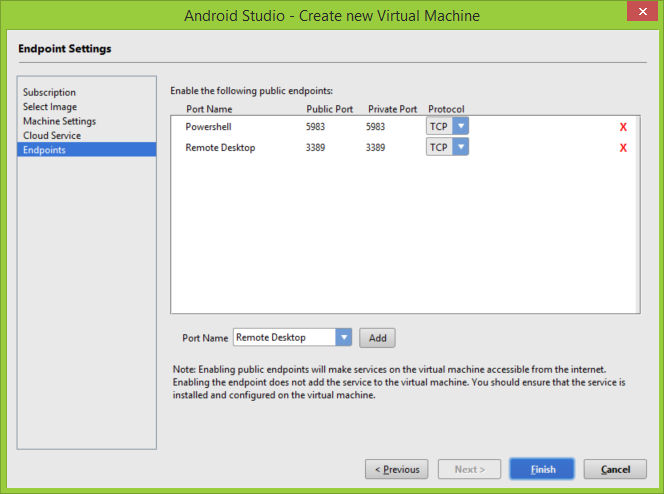 Android Studio - Create new Virtual Machine
X
Endpoint Settings
Subscription
Select Image
Machine Settings
Cloud Service
Endpoints
Enable the following public endpoints:
Port Name Public Port Private Port Protocol
Powershell 5983 5983 TCP X
Remote Desktop 3389 3389 TCP X
Port Name Remote Desktop Add
Note: Enabling public endpoints will make services on the virtual machine accessible from the internet.
Enabling the endpoint does not add the service to the virtual machine. You should ensure that the service is
installed and configured on the virtual machine.
< Previous Next > Finish Cancel